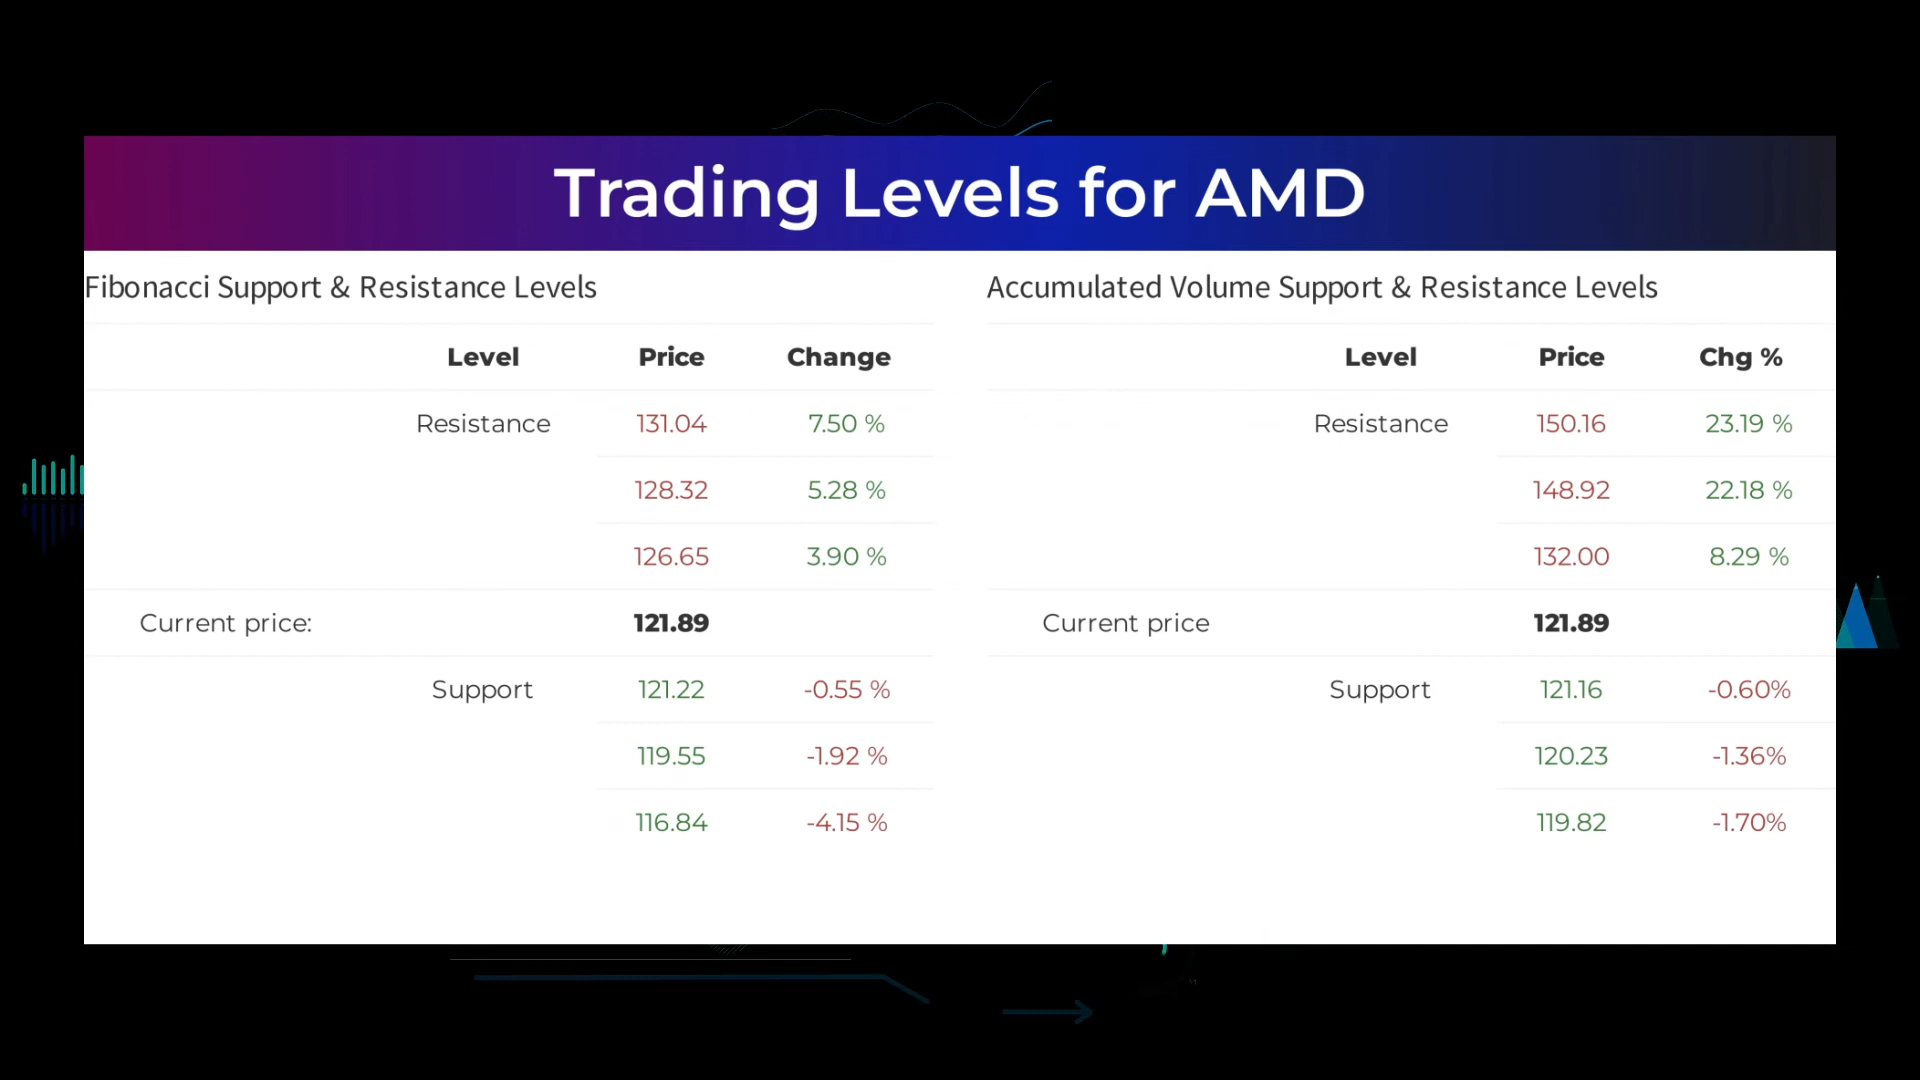 Trading Levels for AMD
Fibonacci Support & Resistance Levels
Level Price Change
Resistance 131.04 7.50 %
128.32 5.28 %
126.65 3.90 %
Current price: 121.89
Support 121.22 -0.55 %
119.55 -1.92 %
116.84 -4.15 %
Accumulated Volume Support & Resistance Levels
Level Price Chg %
Resistance 150.16 23.19 %
148.92 22.18 %
132.00 8.29 %
Current price 121.89
Support 121.16 -0.60%
120.23 -1.36%
119.82 -1.70%